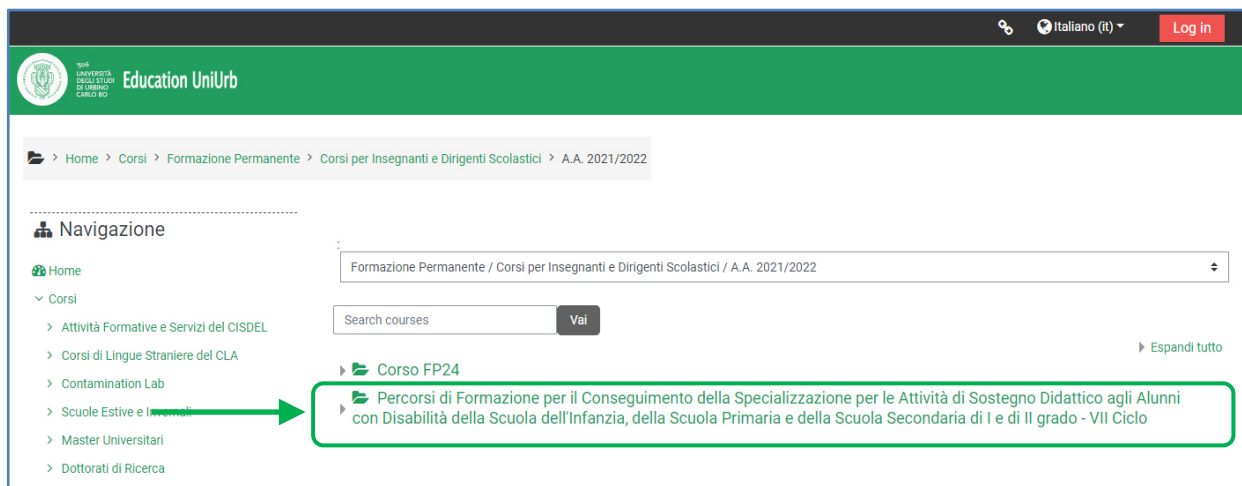 Italiano (it)
Log in
1506
UNIVERSITÀ
DEGLI STUDI
DI URBINO
CARLO BO
Education UniUrb
> Home > Corsi > Formazione Permanente > Corsi per Insegnanti e Dirigenti Scolastici > A.A. 2021/2022
Navigazione
Home
Corsi
> Attività Formative e Servizi del CISDEL
> Corsi di Lingue Straniere del CLA
> Contamination Lab
> Scuole Estive e Invernali
> Master Universitari
> Dottorati di Ricerca
:
Formazione Permanente / Corsi per Insegnanti e Dirigenti Scolastici / A.A. 2021/2022
Search courses
Vai
Espandi tutto
Corso FP24
Percorsi di Formazione per il Conseguimento della Specializzazione per le Attività di Sostegno Didattico agli Alunni
con Disabilità della Scuola dell'Infanzia, della Scuola Primaria e della Scuola Secondaria di I e di II grado - VII Ciclo